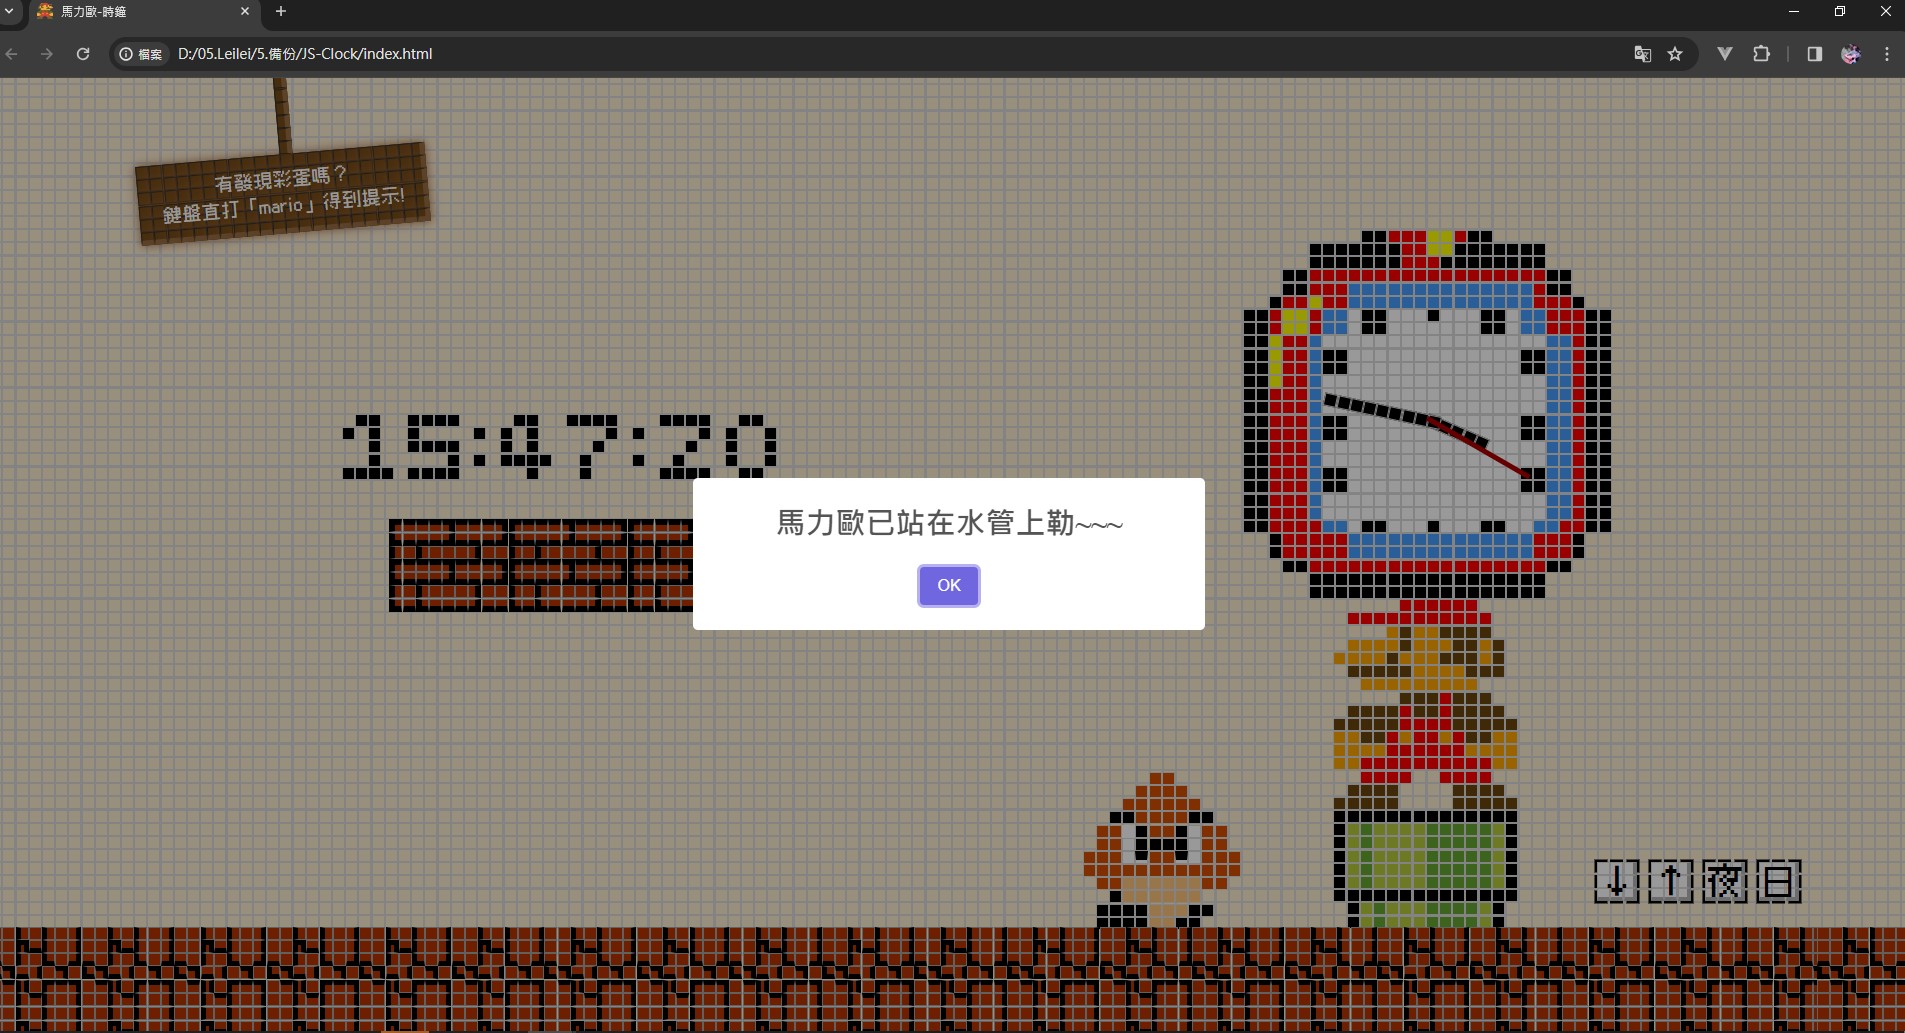 馬力歐-時鐘
檔案
D:/05.Leilei/5.備份/JS-Clock/index.html
有發現彩蛋嗎？
鍵盤直打「mario」得到提示!
15:47:20
馬力歐已站在水管上勒~~~
OK
↓ ↑ 夜 日